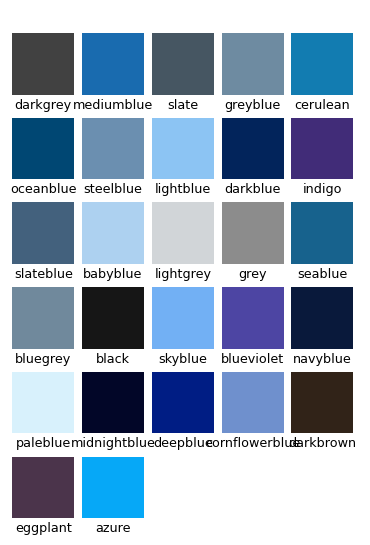 darkgrey mediumblue slate greyblue cerulean
oceanblue steelblue lightblue darkblue indigo
slateblue babyblue lightgrey grey seablue
bluegrey black skyblue blueviolet navyblue
paleblue midnightblue deepblue cornflowerblue darkbrown
eggplant azure